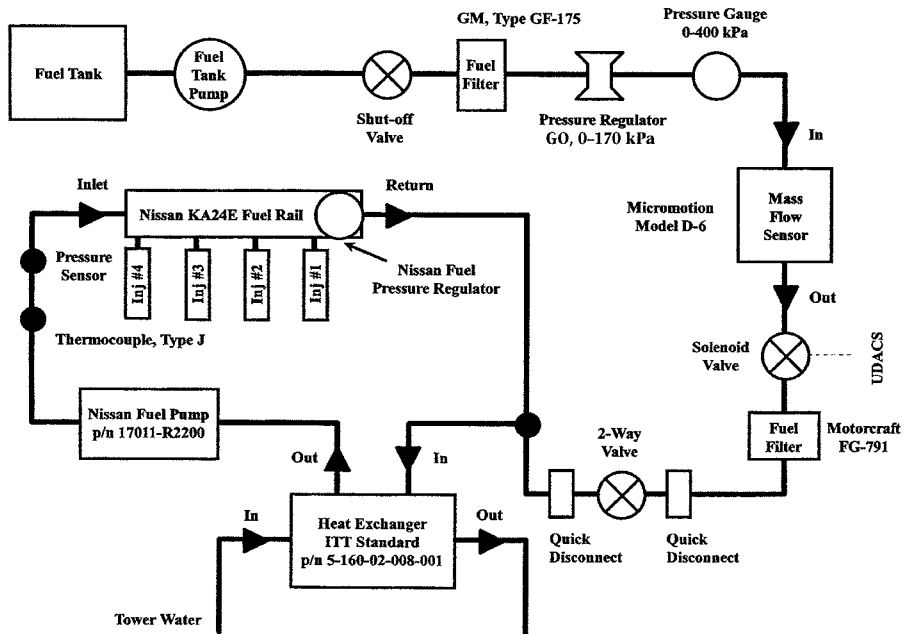 GM, Type GF-175
Pressure Gauge
0-400 kPa
Fuel Tank
Fuel
Tank
Pump
Fuel
Filter
Shut-off
Valve
Pressure Regulator
GO, 0–170 kPa
In
Inlet
Return
Nissan KA24E Fuel Rail
Micromotion
Model D-6
Mass
Flow
Sensor
Pressure
Sensor
Inj #4
Inj #3
Inj #2
Inj #1
Nissan Fuel
Pressure Regulator
Out
Thermocouple, Type J
Solenoid
Valve
UDACS
Nissan Fuel Pump
p/n 17011-R2200
2-Way
Valve
Fuel
Filter
Motorcraft
FG-791
Out
In
In
Heat Exchanger
ITT Standard
p/n 5-160-02-008-001
Out
Quick
Disconnect
Quick
Disconnect
Tower Water